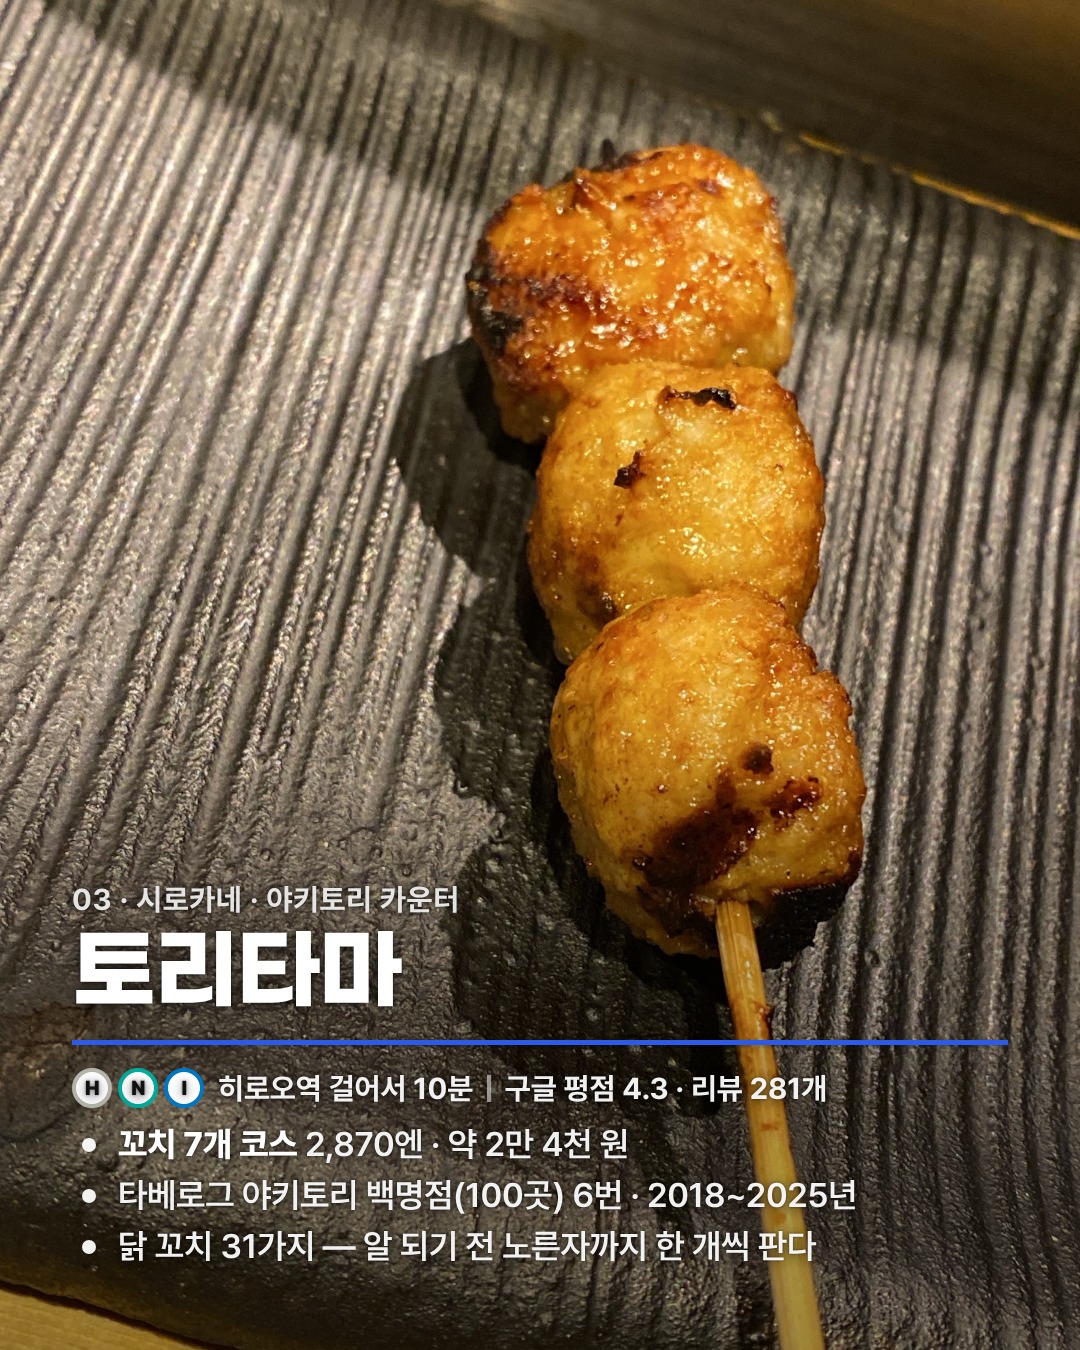 03 · 시로카네 · 야키토리 카운터
토리타마
H N I 히로오역 걸어서 10분 | 구글 평점 4.3 · 리뷰 281개
• 꼬치 7개 코스 2,870엔 · 약 2만 4천 원
• 타베로그 야키토리 백명점(100곳) 6번 · 2018~2025년
• 닭 꼬치 31가지 — 알 되기 전 노른자까지 한 개씩 판다